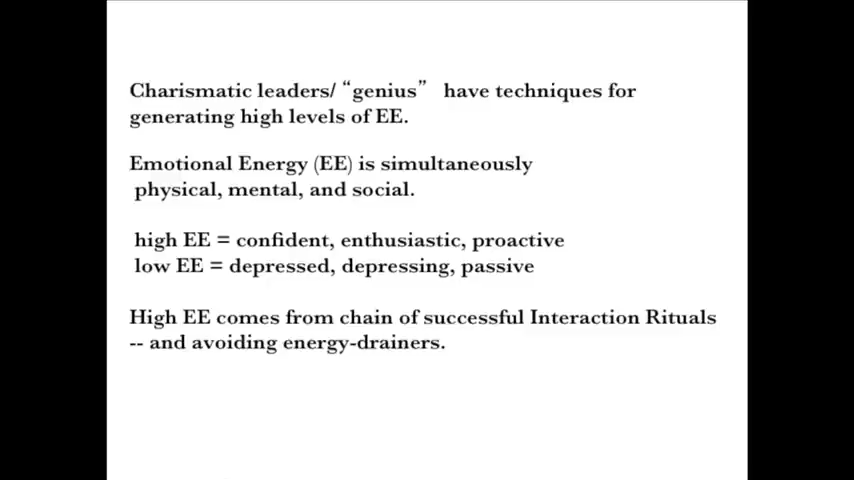 Charismatic leaders/ “genius” have techniques for
generating high levels of EE.
Emotional Energy (EE) is simultaneously
physical, mental, and social.
high EE = confident, enthusiastic, proactive
low EE = depressed, depressing, passive
High EE comes from chain of successful Interaction Rituals
-- and avoiding energy-drainers.